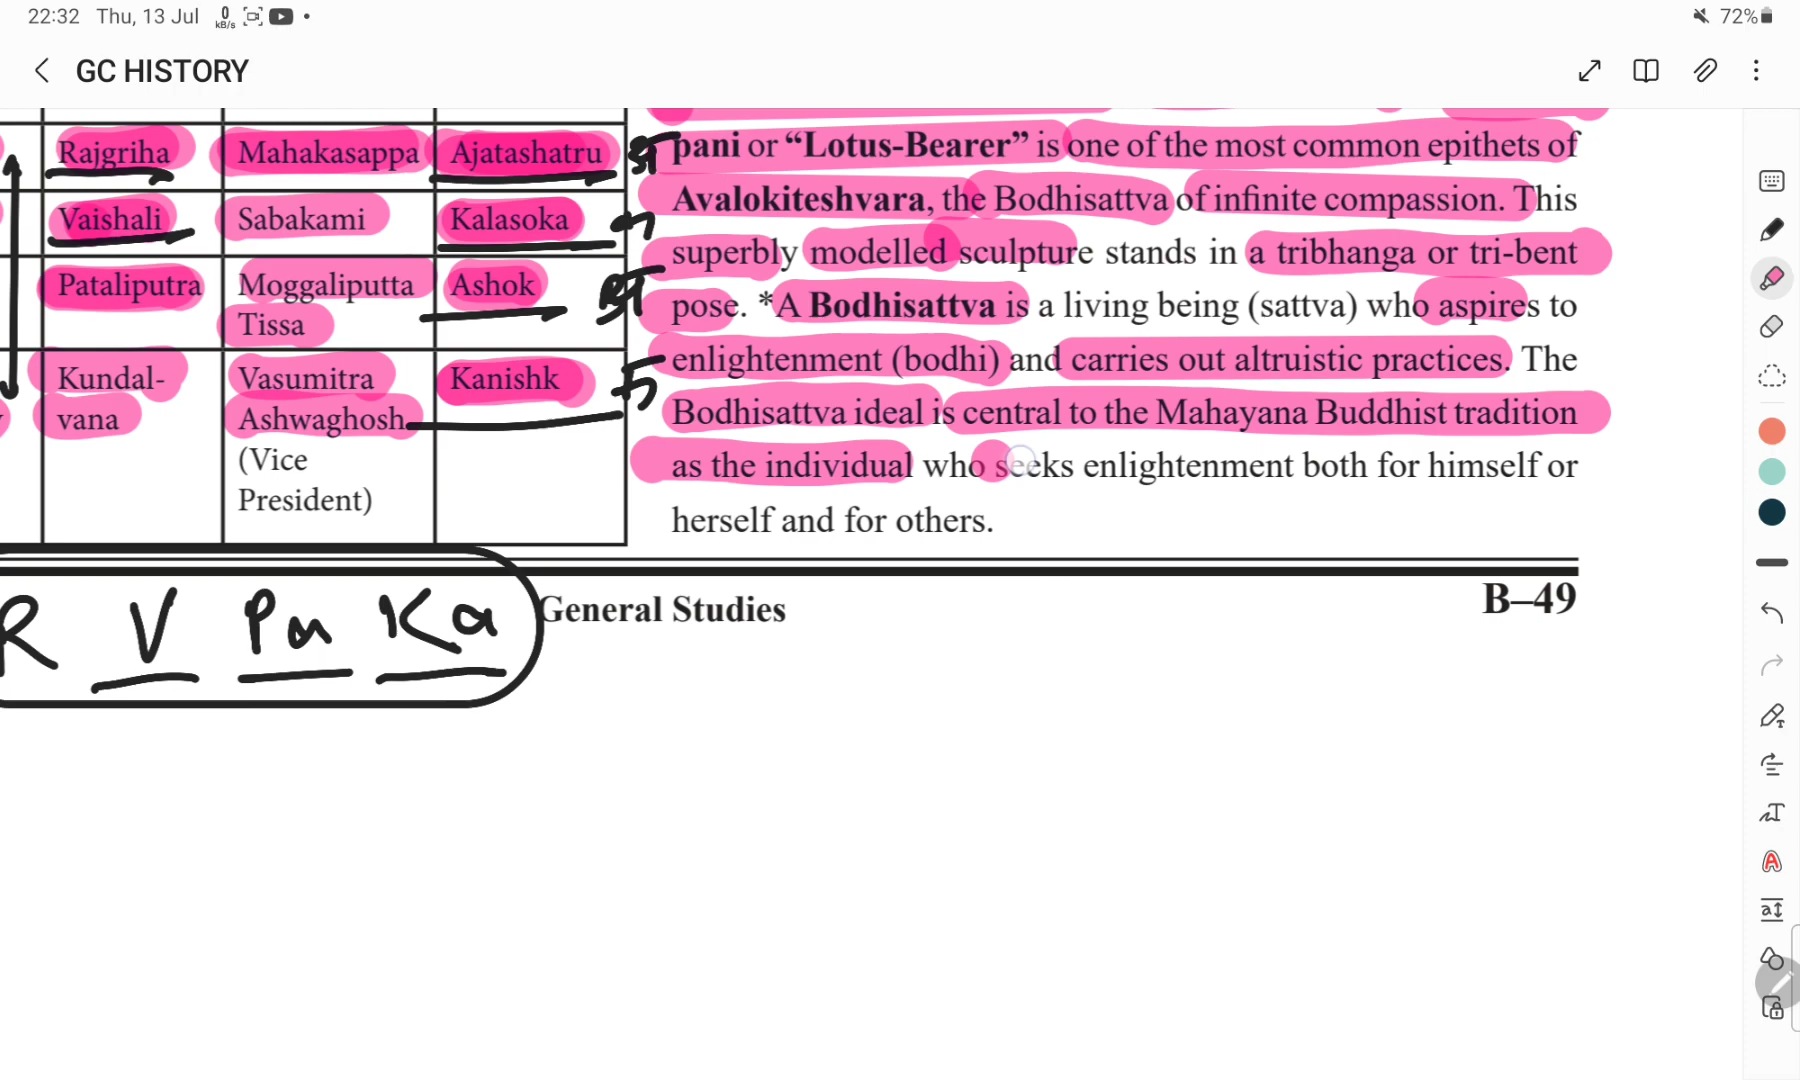 22:32 Thu, 13 Jul 0 kB/s 72%
GC HISTORY
Rajgriha Mahakasappa Ajatashatru
Vaishali Sabakami Kalasoka
Pataliputra Moggaliputta Ashok
Tissa
Kundal- Vasumitra Kanishk
vana Ashwaghosh
(Vice
President)
pani or “Lotus-Bearer” is one of the most common epithets of
Avalokiteshvara, the Bodhisattva of infinite compassion. This
superbly modelled sculpture stands in a tribhanga or tri-bent
pose. *A Bodhisattva is a living being (sattva) who aspires to
enlightenment (bodhi) and carries out altruistic practices. The
Bodhisattva ideal is central to the Mahayana Buddhist tradition
as the individual who seeks enlightenment both for himself or
herself and for others.
R V Pa Ka
General Studies B–49